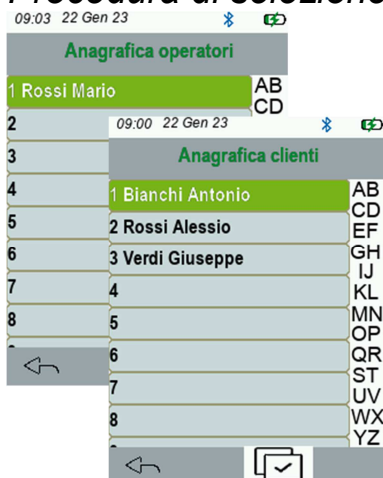 Procedura di selezione
09:03 22 Gen 23
Anagrafica operatori
1 Rossi Mario
2
3
4
5
6
7
8
AB
CD
09:00 22 Gen 23
Anagrafica clienti
1 Bianchi Antonio
2 Rossi Alessio
3 Verdi Giuseppe
4
5
6
7
8
AB
CD
EF
GH
IJ
KL
MN
OP
QR
ST
UV
WX
YZ